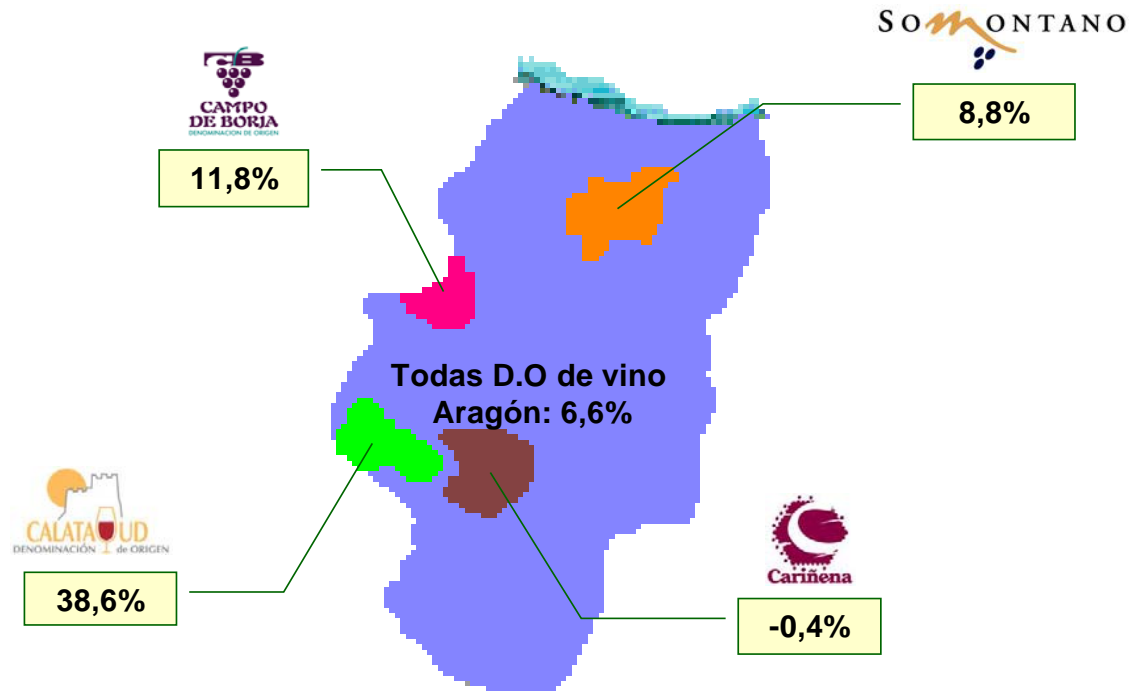 SOMONTANO
8,8%
CB
CAMPO
DE BORJA
DENOMINACION DE ORIGEN
11,8%
Todas D.O de vino
Aragón: 6,6%
CALATAYUD
DENOMINACIÓN de ORIGEN
38,6%
Cariñena
-0,4%